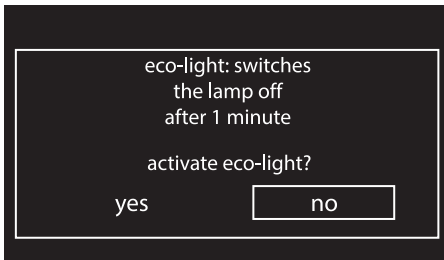 eco-light: switches
the lamp off
after 1 minute
activate eco-light?
yes no